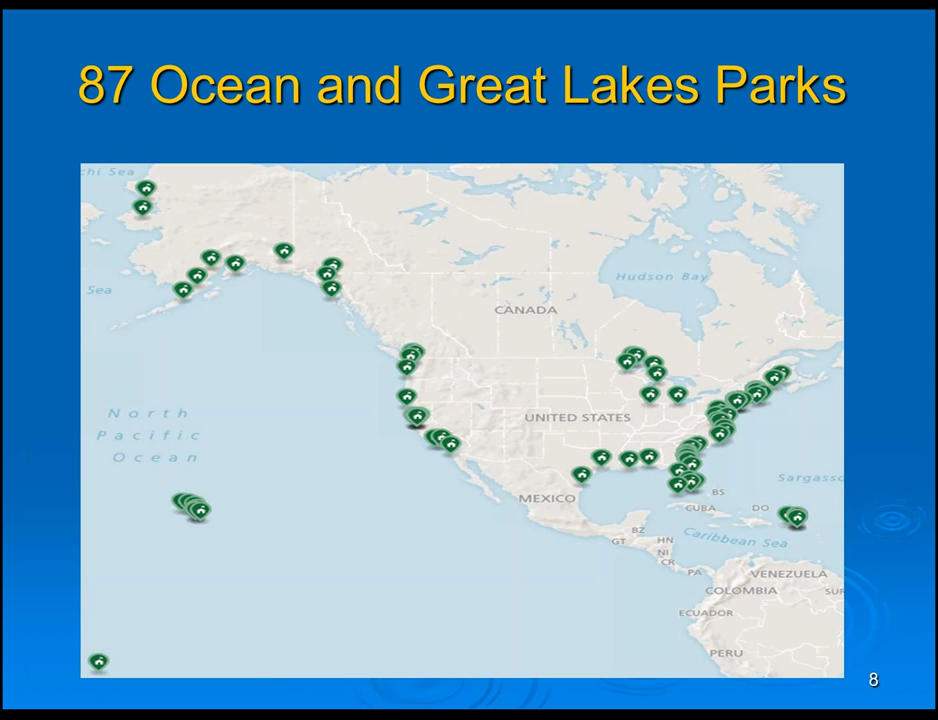 87 Ocean and Great Lakes Parks
chi Sea
Sea
Hudson Bay
CANADA
North
Pacific
Ocean
UNITED STATES
Sargasso
MEXICO
BS
CUBA
DO
BZ
Caribbean Sea
GT
HN
NI
CR
PA
VENEZUELA
COLOMBIA
SUR
ECUADOR
PERU
8